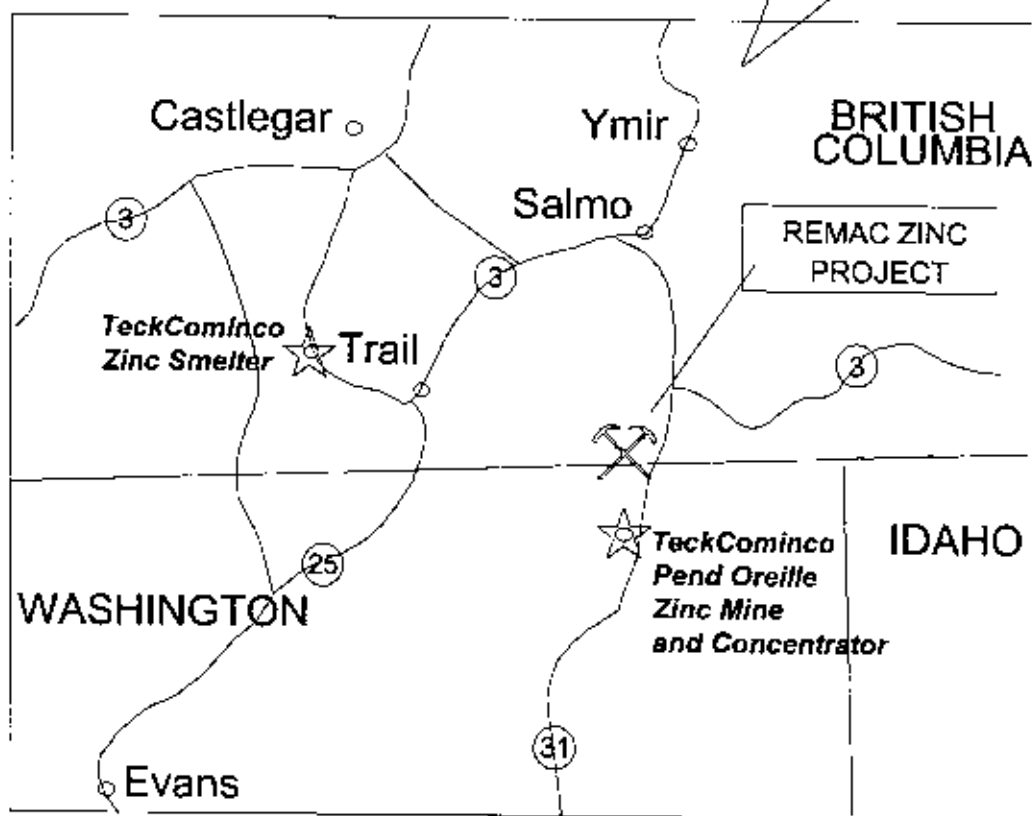 Castlegar
Ymir
BRITISH
COLUMBIA
Salmo
3
REMAC ZINC
PROJECT
3
TeckCominco
Zinc Smelter
Trail
3
TeckCominco
Pend Oreille
Zinc Mine
and Concentrator
IDAHO
25
WASHINGTON
31
Evans